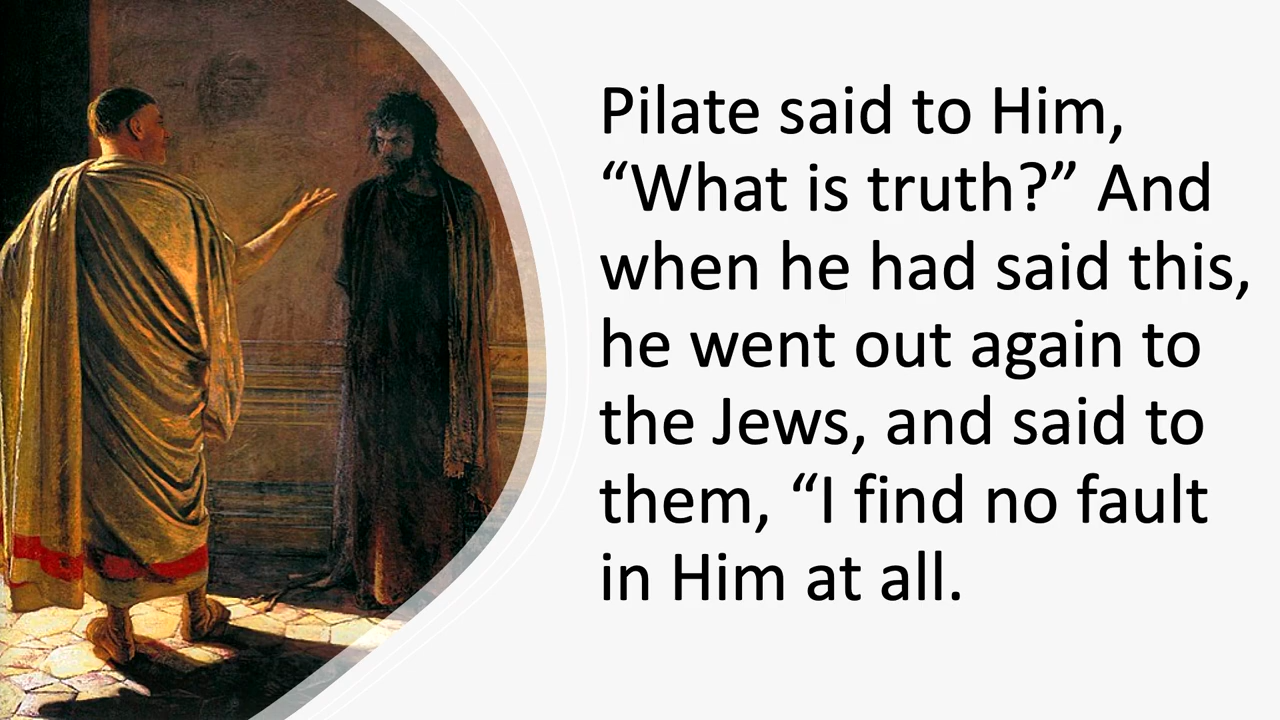 Pilate said to Him,
“What is truth?” And
when he had said this,
he went out again to
the Jews, and said to
them, “I find no fault
in Him at all.